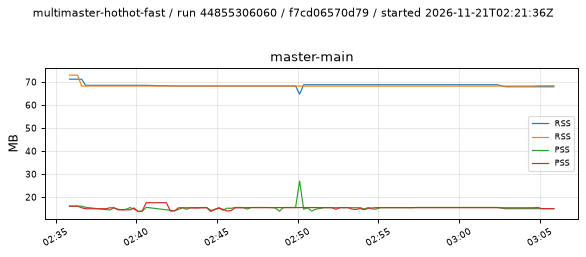 multimaster-hothot-fast / run 44855306060 / f7cd06570d79 / started 2026-11-21T02:21:36Z
master-main
MB
70
60
50
40
30
20
RSS
RSS
PSS
PSS
02:35
02:40
02:45
02:50
02:55
03:00
03:05